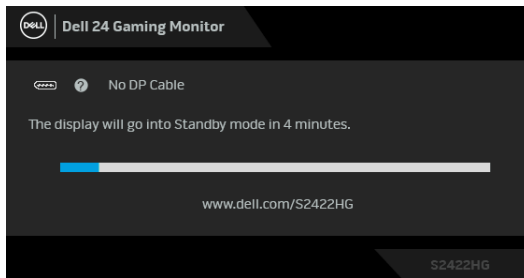 DELL
Dell 24 Gaming Monitor
No DP Cable
The display will go into Standby mode in 4 minutes.
www.dell.com/S2422HG
S2422HG